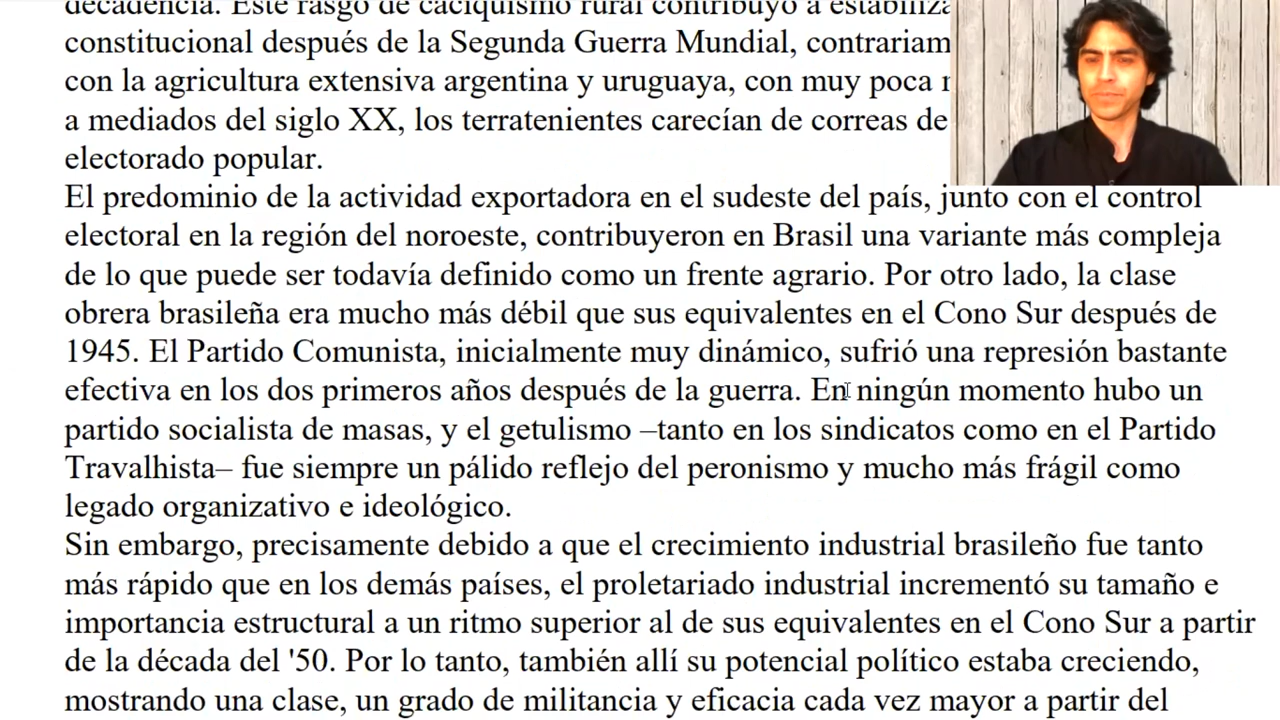 decadencia. Este rasgo de caciquismo rural contribuyó a
constitucional después de la Segunda Guerra Mundial,
con la agricultura extensiva argentina y uruguaya, con muy poca
a mediados del siglo XX, los terratenientes carecían de correas de
electorado popular.
El predominio de la actividad exportadora en el sudeste del país, junto con el control
electoral en la región del noroeste, contribuyeron en Brasil una variante más compleja
de lo que puede ser todavía definido como un frente agrario. Por otro lado, la clase
obrera brasileña era mucho más débil que sus equivalentes en el Cono Sur después de
1945. El Partido Comunista, inicialmente muy dinámico, sufrió una represión bastante
efectiva en los dos primeros años después de la guerra. En ningún momento hubo un
partido socialista de masas, y el getulismo –tanto en los sindicatos como en el Partido
Travalhista– fue siempre un pálido reflejo del peronismo y mucho más frágil como
legado organizativo e ideológico.
Sin embargo, precisamente debido a que el crecimiento industrial brasileño fue tanto
más rápido que en los demás países, el proletariado industrial incrementó su tamaño e
importancia estructural a un ritmo superior al de sus equivalentes en el Cono Sur a partir
de la década del '50. Por lo tanto, también allí su potencial político estaba creciendo,
mostrando una clase, un grado de militancia y eficacia cada vez mayor a partir del